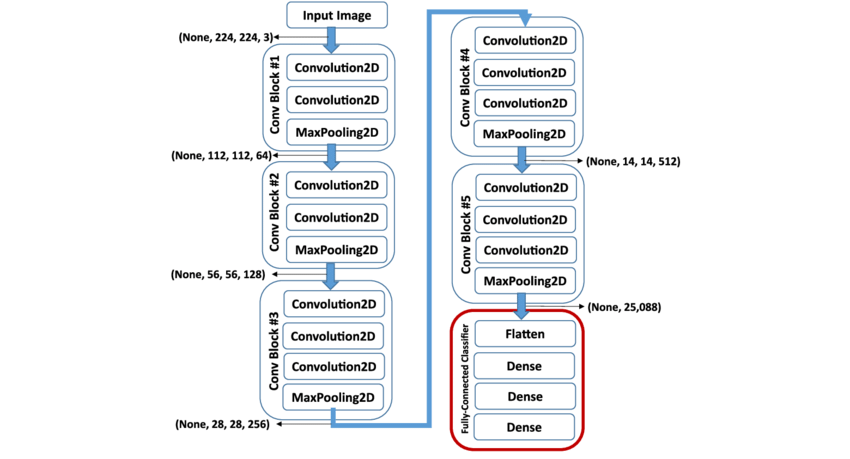 Input Image
(None, 224, 224, 3)
Conv Block #1
Convolution2D
Convolution2D
MaxPooling2D
(None, 112, 112, 64)
Conv Block #2
Convolution2D
Convolution2D
MaxPooling2D
(None, 56, 56, 128)
Conv Block #3
Convolution2D
Convolution2D
Convolution2D
MaxPooling2D
(None, 28, 28, 256)
Conv Block #4
Convolution2D
Convolution2D
Convolution2D
MaxPooling2D
(None, 14, 14, 512)
Conv Block #5
Convolution2D
Convolution2D
Convolution2D
MaxPooling2D
(None, 25,088)
Fully-Connected Classifier
Flatten
Dense
Dense
Dense